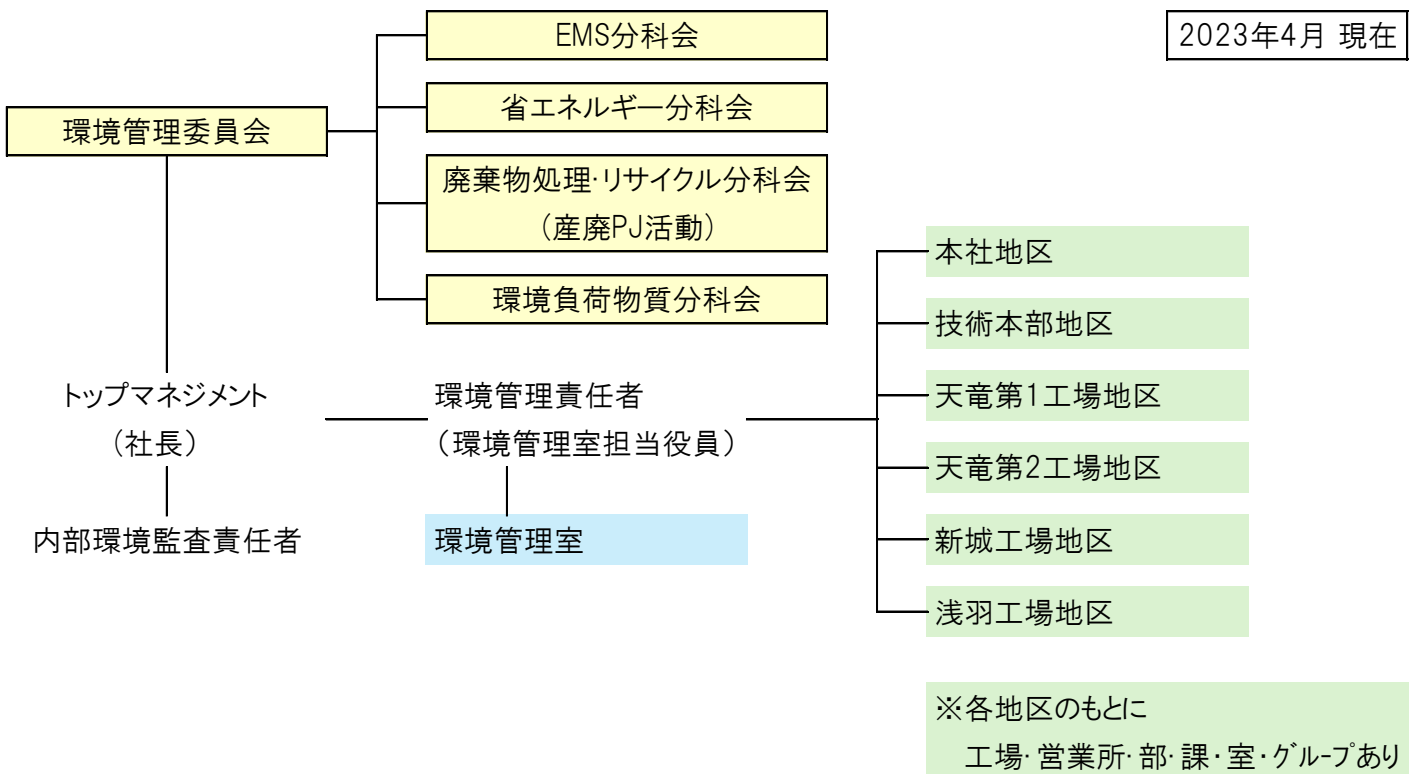 2023年4月 現在
環境管理委員会
EMS分科会
省エネルギー分科会
廃棄物処理・リサイクル分科会
（産廃PJ活動）
環境負荷物質分科会
トップマネジメント
（社長）
内部環境監査責任者
環境管理責任者
（環境管理室担当役員）
環境管理室
本社地区
技術本部地区
天竜第1工場地区
天竜第2工場地区
新城工場地区
浅羽工場地区
※各地区のもとに
工場・営業所・部・課・室・グループあり